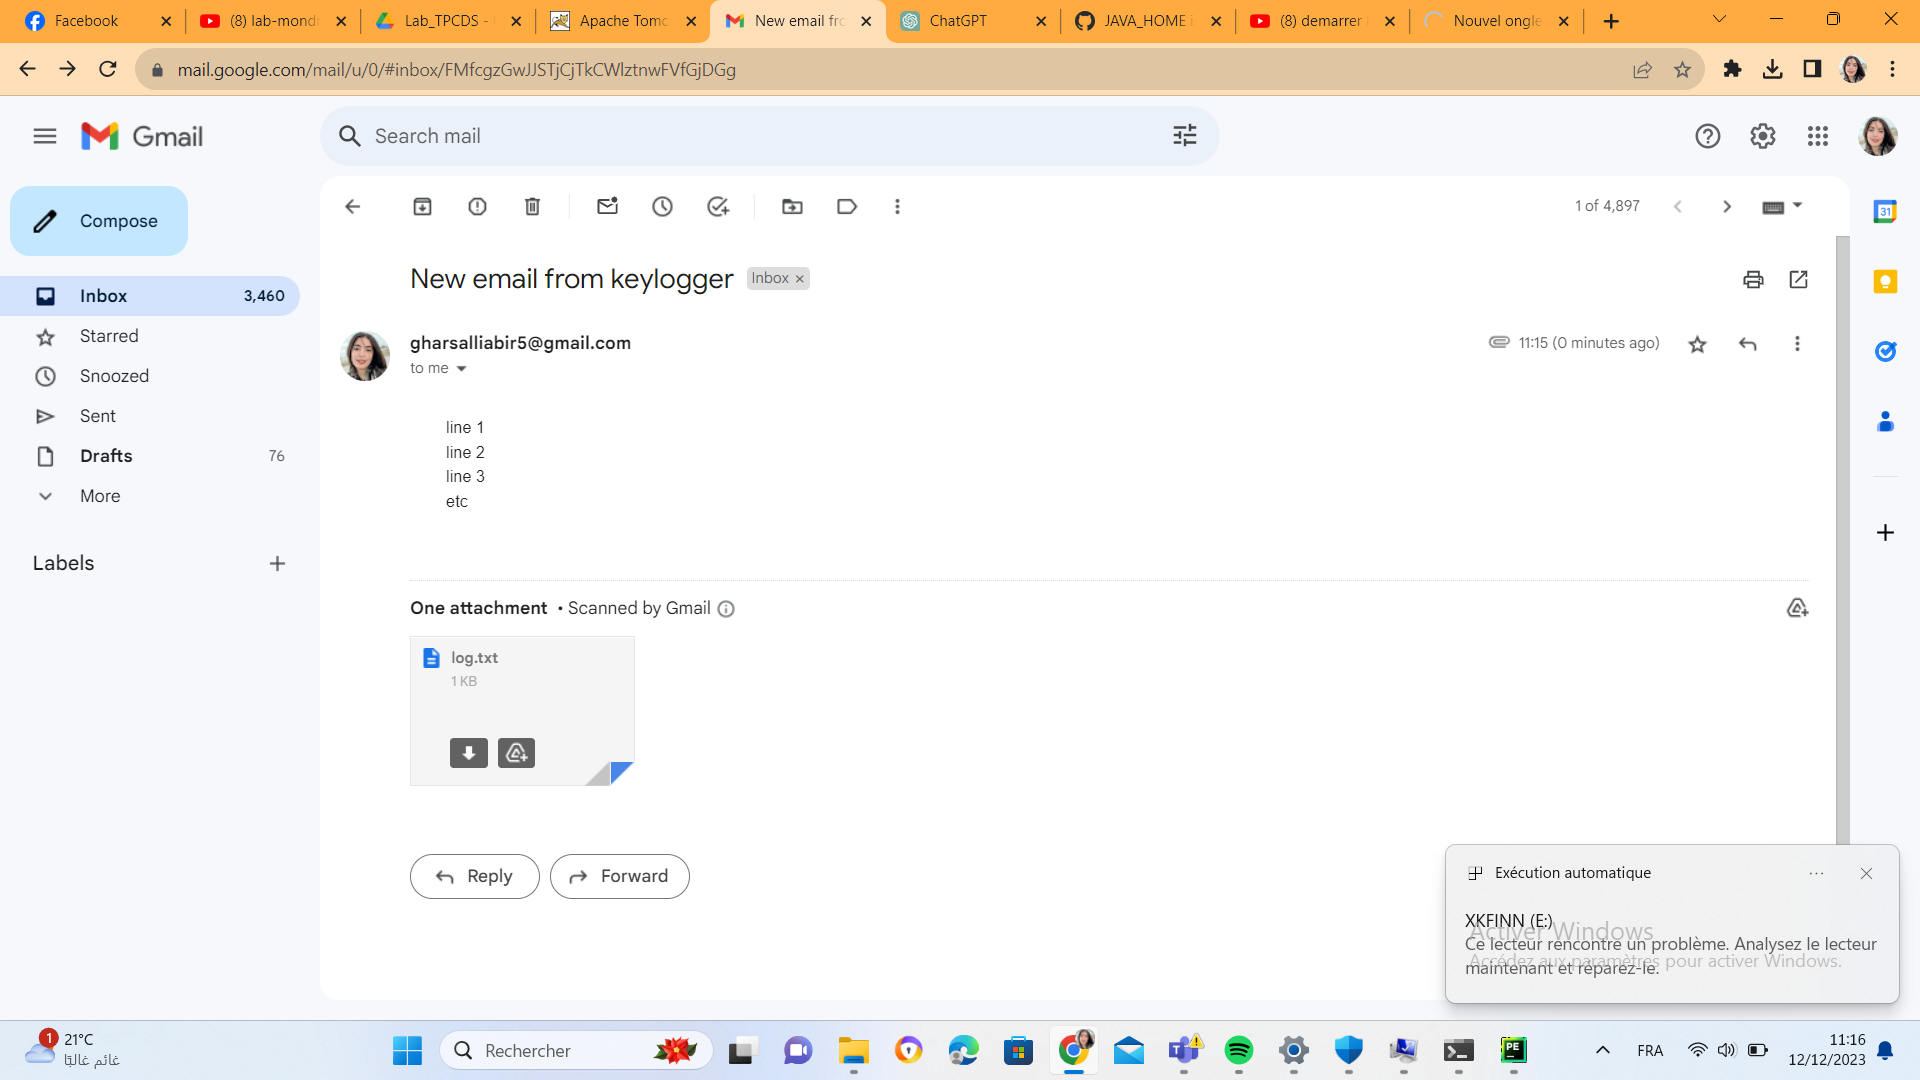 Facebook
(8) lab-mond
Lab_TPCDS -
Apache Tomc
New email fro
ChatGPT
JAVA_HOME i
(8) demarrer
Nouvel ongle
mail.google.com/mail/u/0/#inbox/FMfcgzGwJJSTjCjTkCWlztnwFVfGjDGg
Gmail
Search mail
Compose
1 of 4,897
New email from keylogger
Inbox
Inbox
3,460
Starred
gharsalliabir5@gmail.com
11:15 (0 minutes ago)
to me
Snoozed
Sent
Drafts
76
More
line 1
line 2
line 3
etc
Labels
One attachment • Scanned by Gmail
log.txt
1 KB
Reply
Forward
Exécution automatique
XKFINN (E:)
Ce lecteur rencontre un problème. Analysez le lecteur
maintenant et réparez-le.
Activer Windows
Accédez aux paramètres pour activer Windows.
1
21°C
غائم غالبًا
Rechercher
FRA
11:16
12/12/2023
31
PE